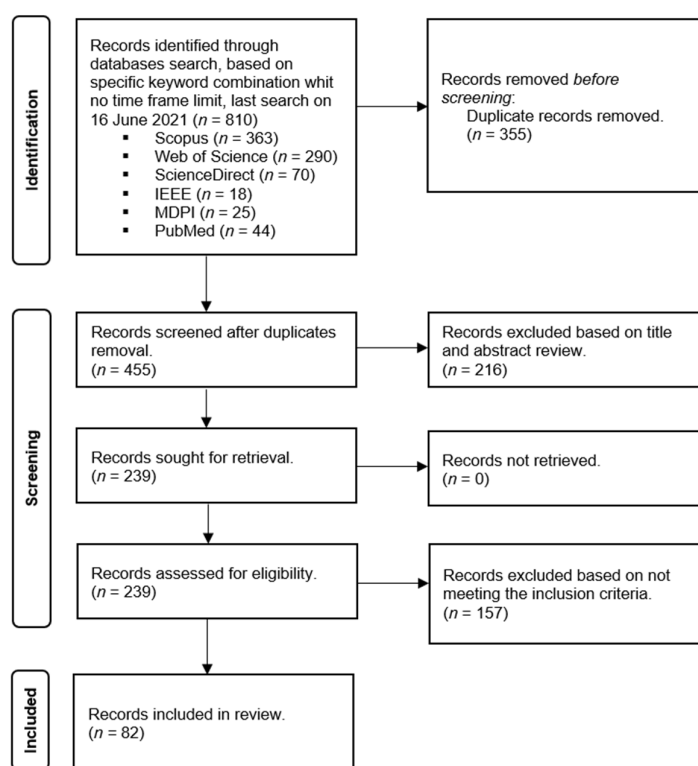 Identification
Records identified through
databases search, based on
specific keyword combination whit
no time frame limit, last search on
16 June 2021 (n = 810)
▪ Scopus (n = 363)
▪ Web of Science (n = 290)
▪ ScienceDirect (n = 70)
▪ IEEE (n = 18)
▪ MDPI (n = 25)
▪ PubMed (n = 44)
Records removed before
screening:
Duplicate records removed.
(n = 355)
Screening
Records screened after duplicates
removal.
(n = 455)
Records excluded based on title
and abstract review.
(n = 216)
Records sought for retrieval.
(n = 239)
Records not retrieved.
(n = 0)
Records assessed for eligibility.
(n = 239)
Records excluded based on not
meeting the inclusion criteria.
(n = 157)
Included
Records included in review.
(n = 82)